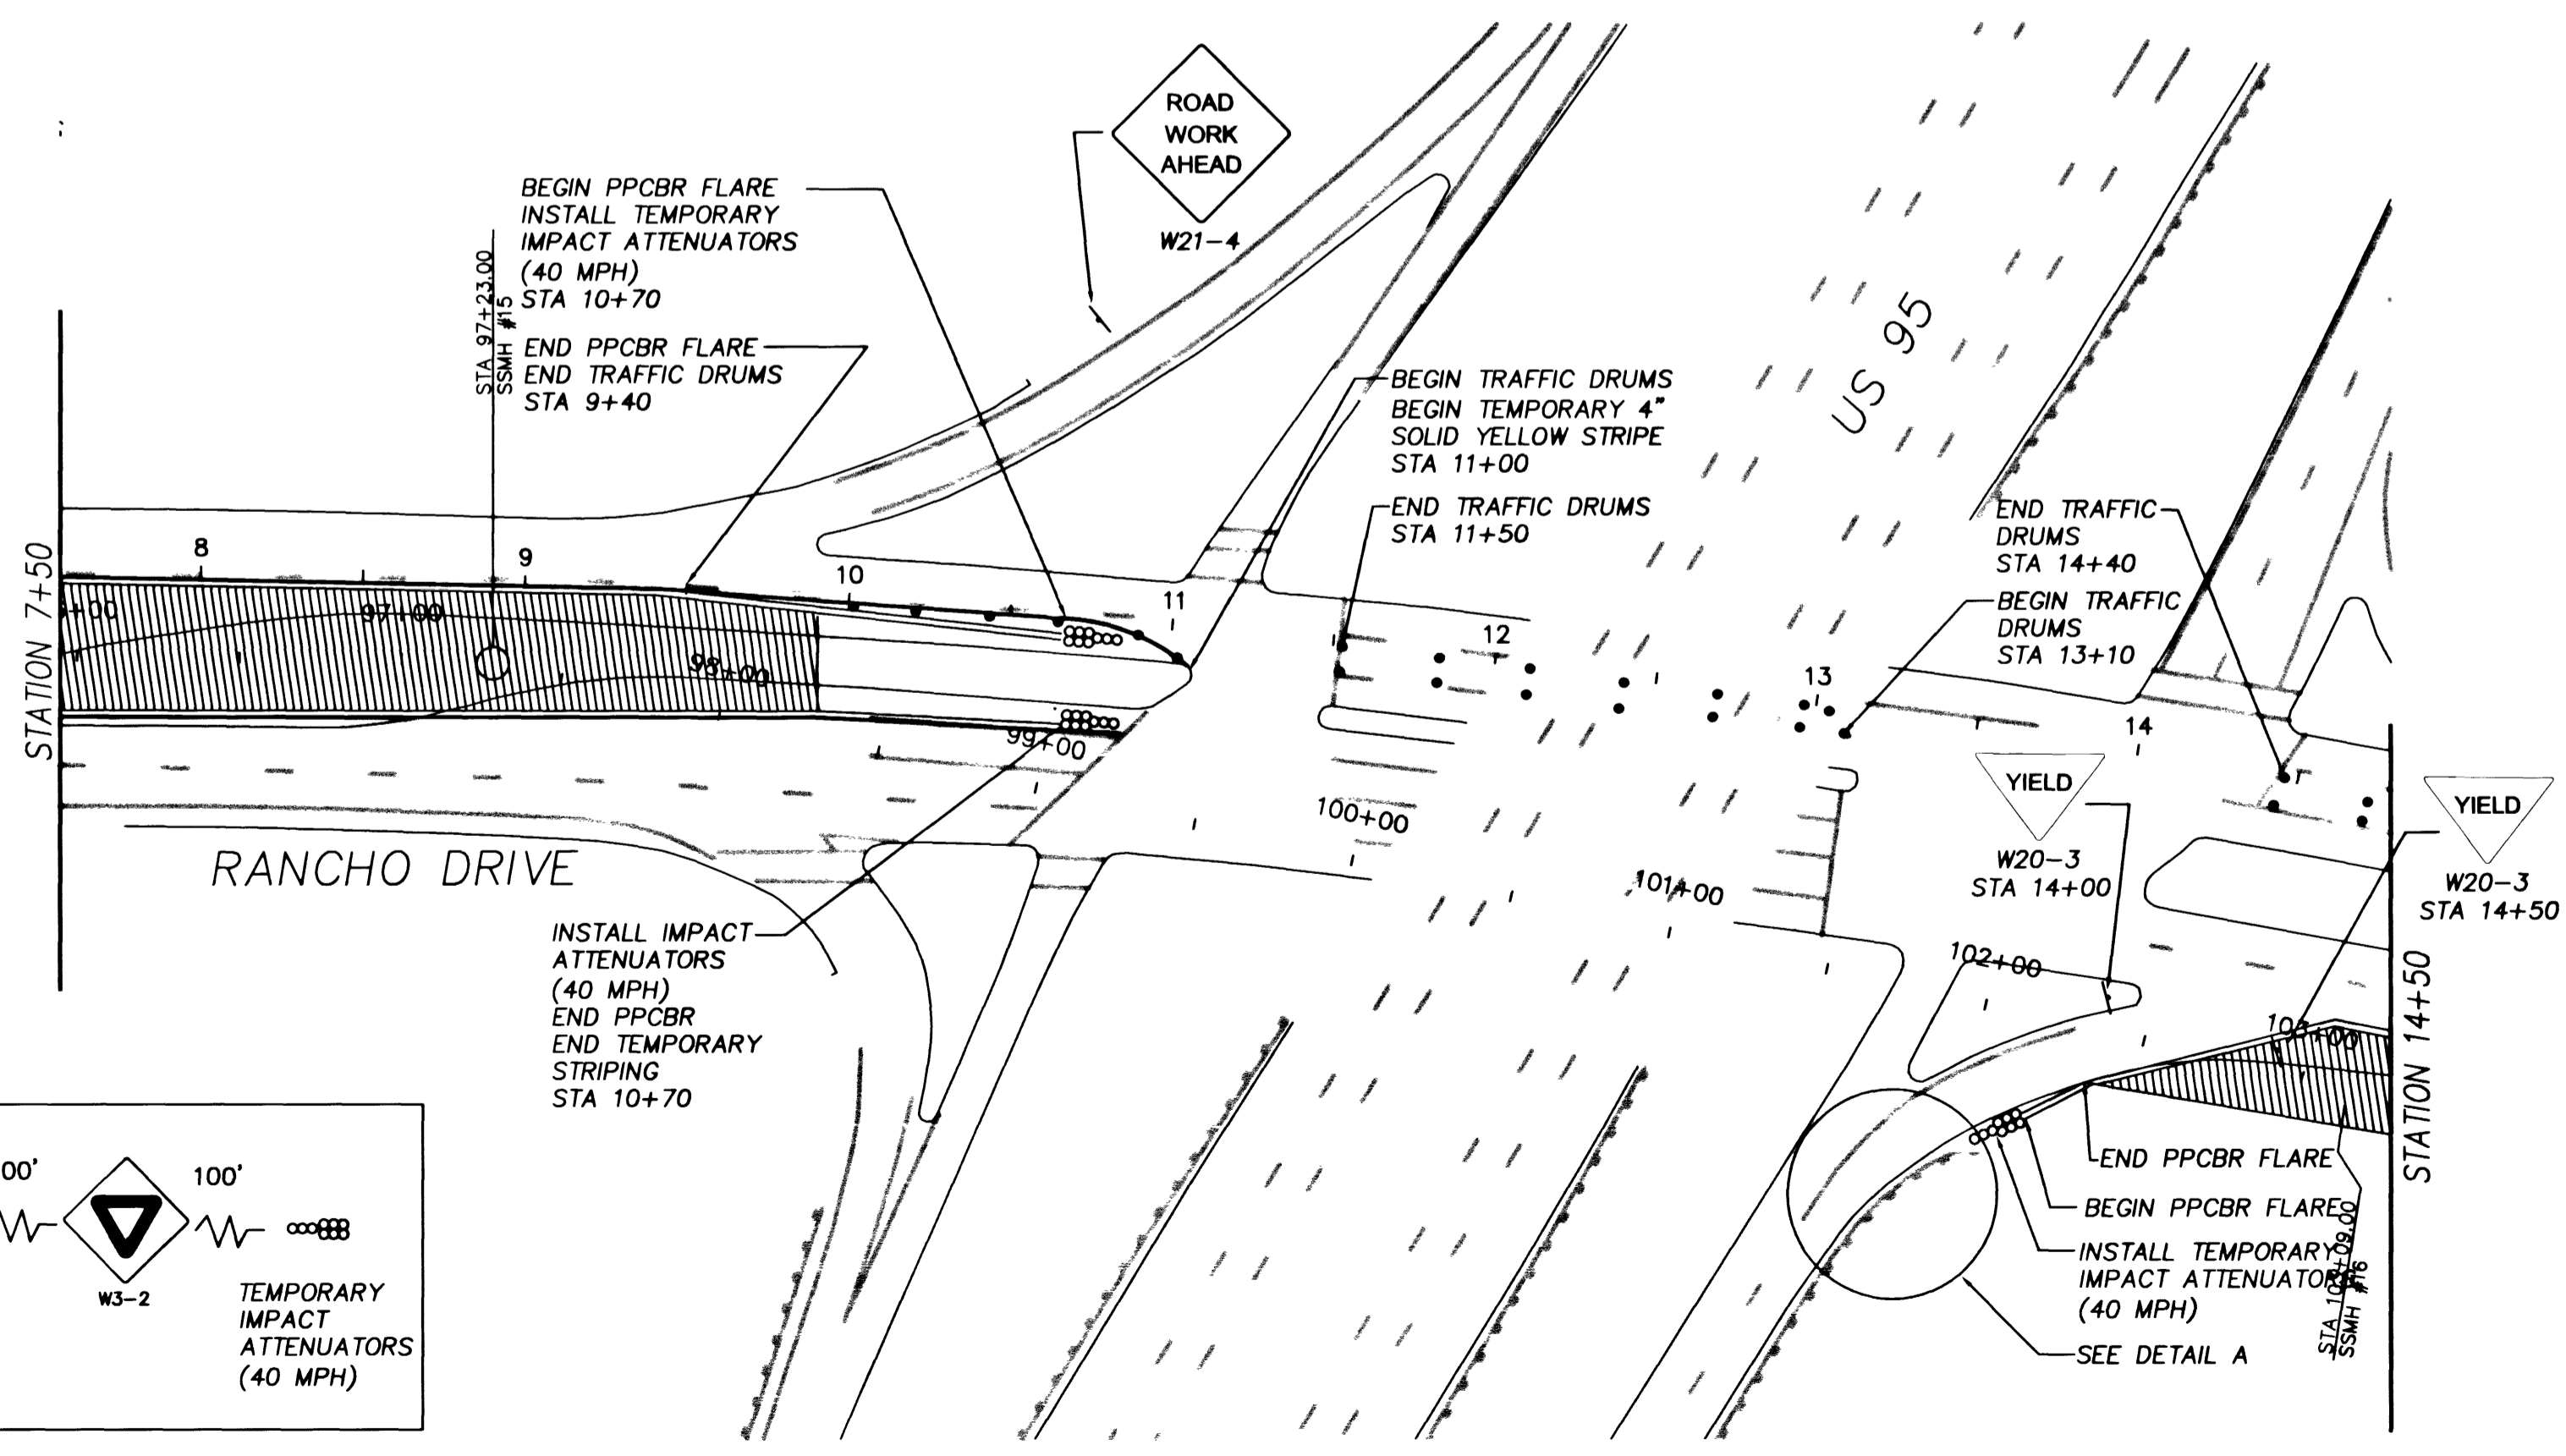 ROAD
WORK
AHEAD
W21-4
BEGIN PPCBR FLARE
INSTALL TEMPORARY
IMPACT ATTENUATORS
(40 MPH)
STA 10+70
STA 97+23.00
SSMH #15
END PPCBR FLARE
END TRAFFIC DRUMS
STA 9+40
BEGIN TRAFFIC DRUMS
BEGIN TEMPORARY 4"
SOLID YELLOW STRIPE
STA 11+00
END TRAFFIC DRUMS
STA 11+50
US 95
END TRAFFIC
DRUMS
STA 14+40
BEGIN TRAFFIC
DRUMS
STA 13+10
STATION 7+50
8
9
10
11
12
13
14
+00
97+00
98+00
99+00
100+00
101+00
102+00
RANCHO DRIVE
YIELD
W20-3
STA 14+00
YIELD
W20-3
STA 14+50
STATION 14+50
INSTALL IMPACT
ATTENUATORS
(40 MPH)
END PPCBR
END TEMPORARY
STRIPING
STA 10+70
END PPCBR FLARE
BEGIN PPCBR FLARE
INSTALL TEMPORARY
IMPACT ATTENUATOR
(40 MPH)
SEE DETAIL A
SSMH #16
00'
100'
W3-2
TEMPORARY
IMPACT
ATTENUATORS
(40 MPH)